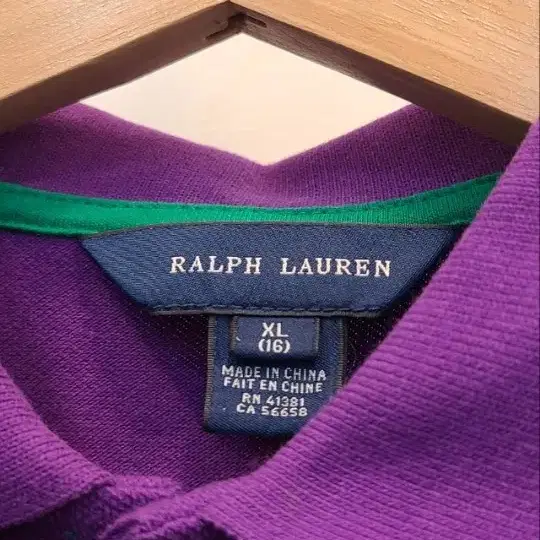 RALPH LAUREN
XL
(16)
MADE IN CHINA
FAIT EN CHINE
RN 41381
CA 56658